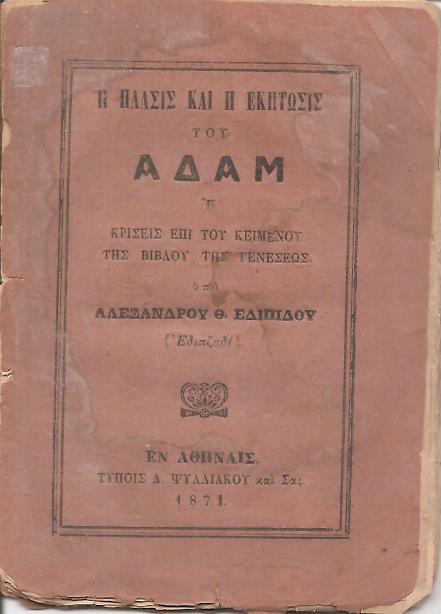 Η ΠΛΑΣΙΣ ΚΑΙ Η ΕΚΠΤΩΣΙΣ
ΤΟΥ
ΑΔΑΜ
Ἢ
ΚΡΙΣΕΙΣ ΕΠΙ ΤΟΥ ΚΕΙΜΕΝΟΥ
ΤΗΣ ΒΙΒΛΟΥ ΤΗΣ ΓΕΝΕΣΕΩΣ.
ὑπὸ
ΑΛΕΞΑΝΔΡΟΥ Θ. ΕΔΙΠΙΔΟΥ
(Ἐδιπζαδὲ)
ΕΝ ΑΘΗΝΑΙΣ,
ΤΥΠΟΙΣ Δ. ΨΥΛΛΙΑΚΟΥ καὶ Σας.
1871.